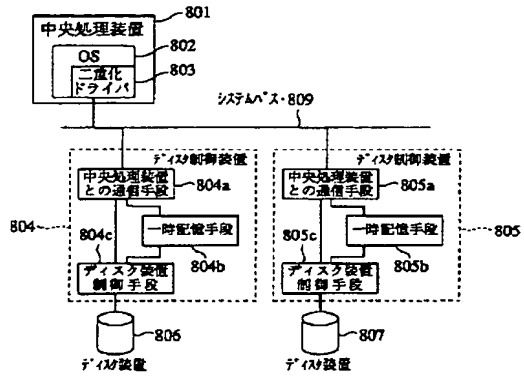 801
中央処理装置
802
OS
803
二重化
ドライバ
システムバス・809
ディスク制御装置
中央処理装置
との通信手段
804a
804
一時記憶手段
804c
804b
ディスク装置
制御手段
806
ディスク装置
ディスク制御装置
中央処理装置
との通信手段
805a
805
一時記憶手段
805c
805b
ディスク装置
制御手段
807
ディスク装置